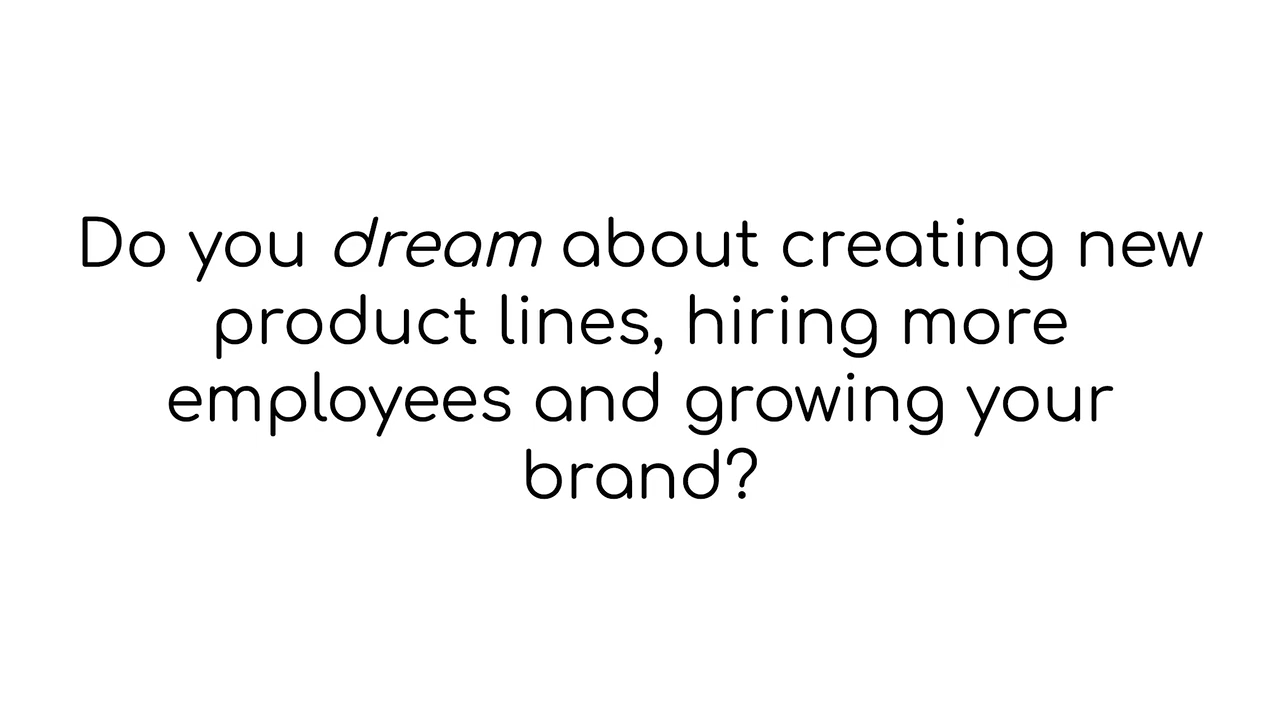 Do you dream about creating new
product lines, hiring more
employees and growing your
brand?